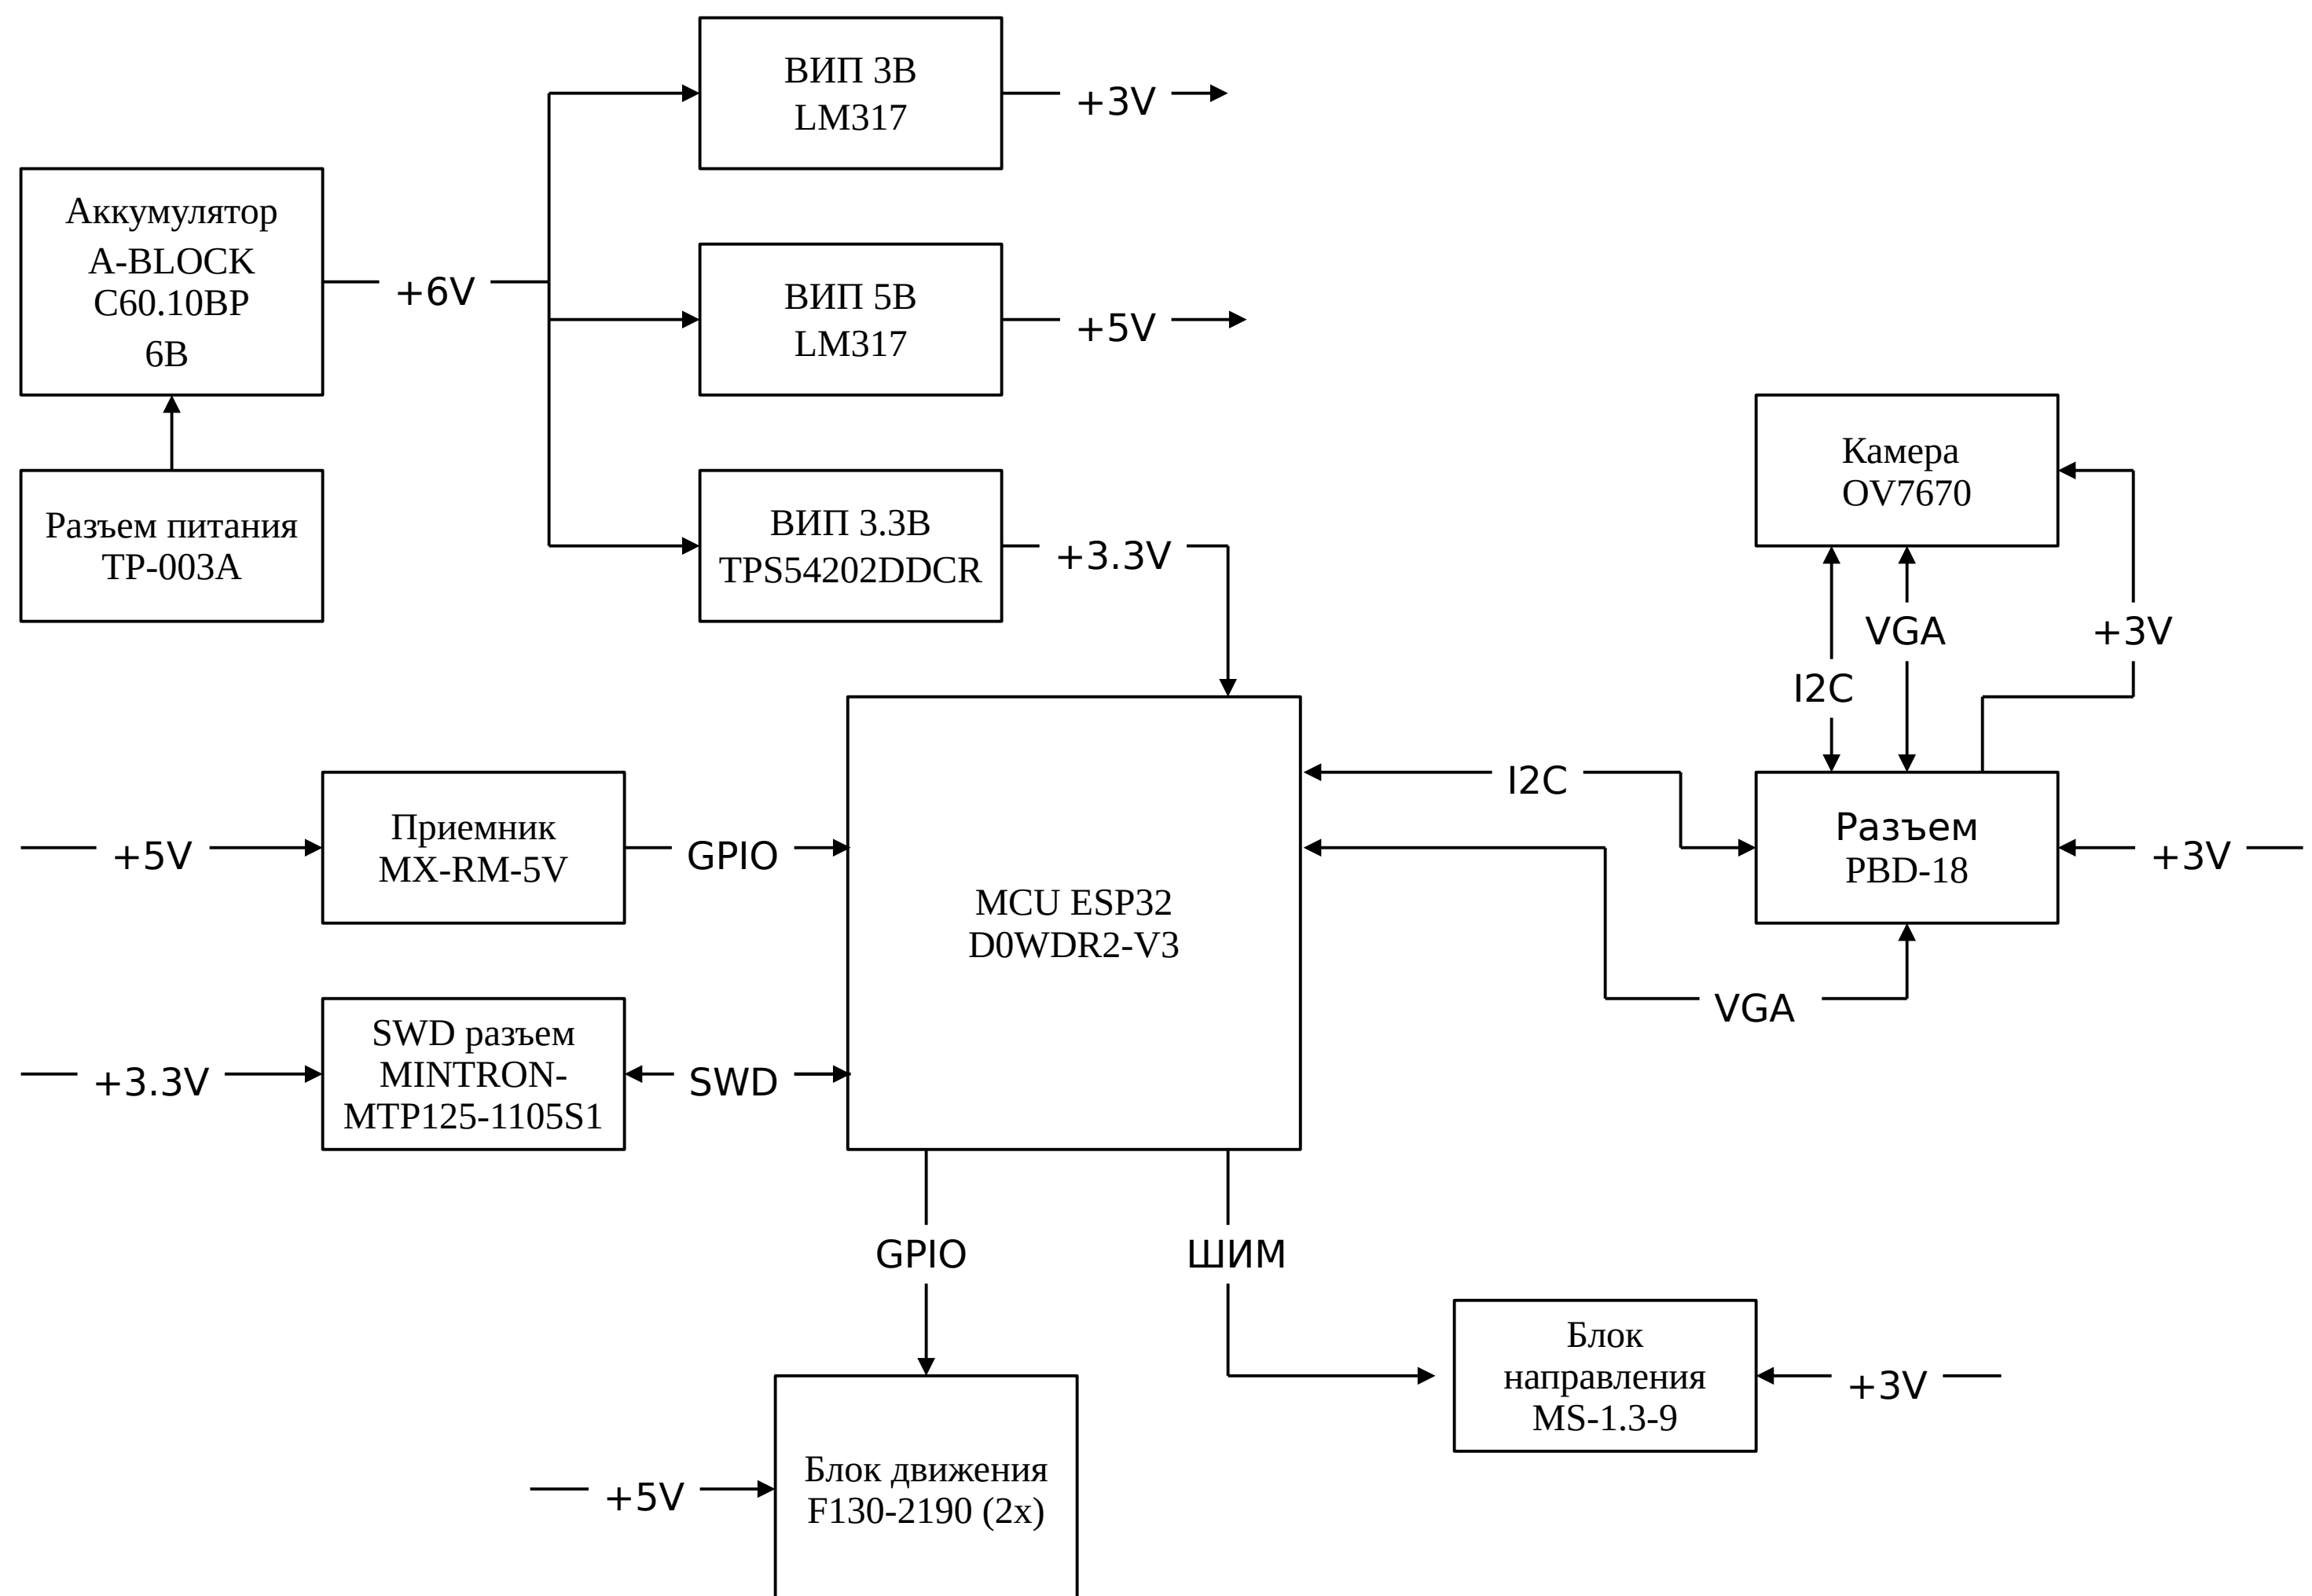 ВИП 3В
LM317
+3V
Аккумулятор
A-BLOCK
C60.10BP
6В
+6V
ВИП 5В
LM317
+5V
Разъем питания
TP-003A
ВИП 3.3В
TPS54202DDCR
+3.3V
Камера
OV7670
I2C
VGA
+3V
+5V
Приемник
MX-RM-5V
GPIO
MCU ESP32
D0WDR2-V3
I2C
Разъем
PBD-18
+3V
VGA
+3.3V
SWD разъем
MINTRON-
MTP125-1105S1
SWD
GPIO
ШИМ
Блок
направления
MS-1.3-9
+3V
+5V
Блок движения
F130-2190 (2x)